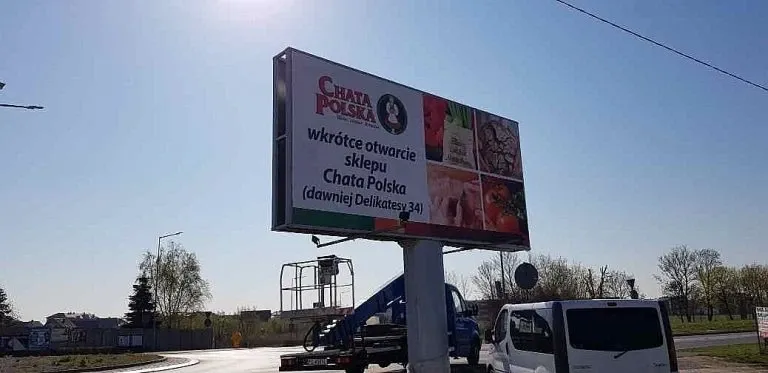 CHATA
POLSKA
wkrótce otwarcie
sklepu
Chata Polska
(dawniej Delikatesy 34)